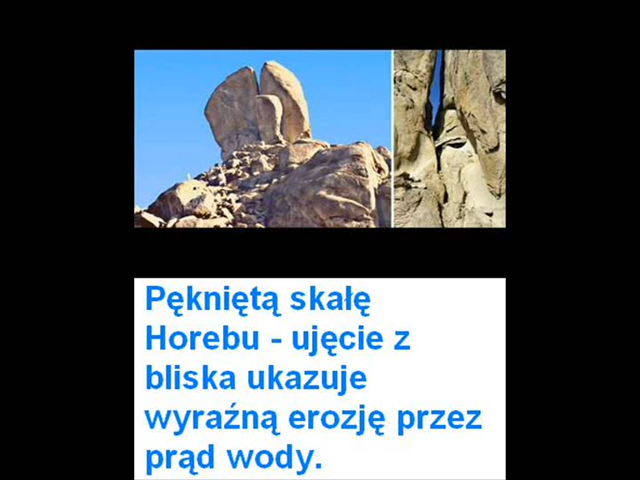 Pękniętą skałę
Horebu - ujęcie z
bliska ukazuje
wyraźną erozję przez
prąd wody.